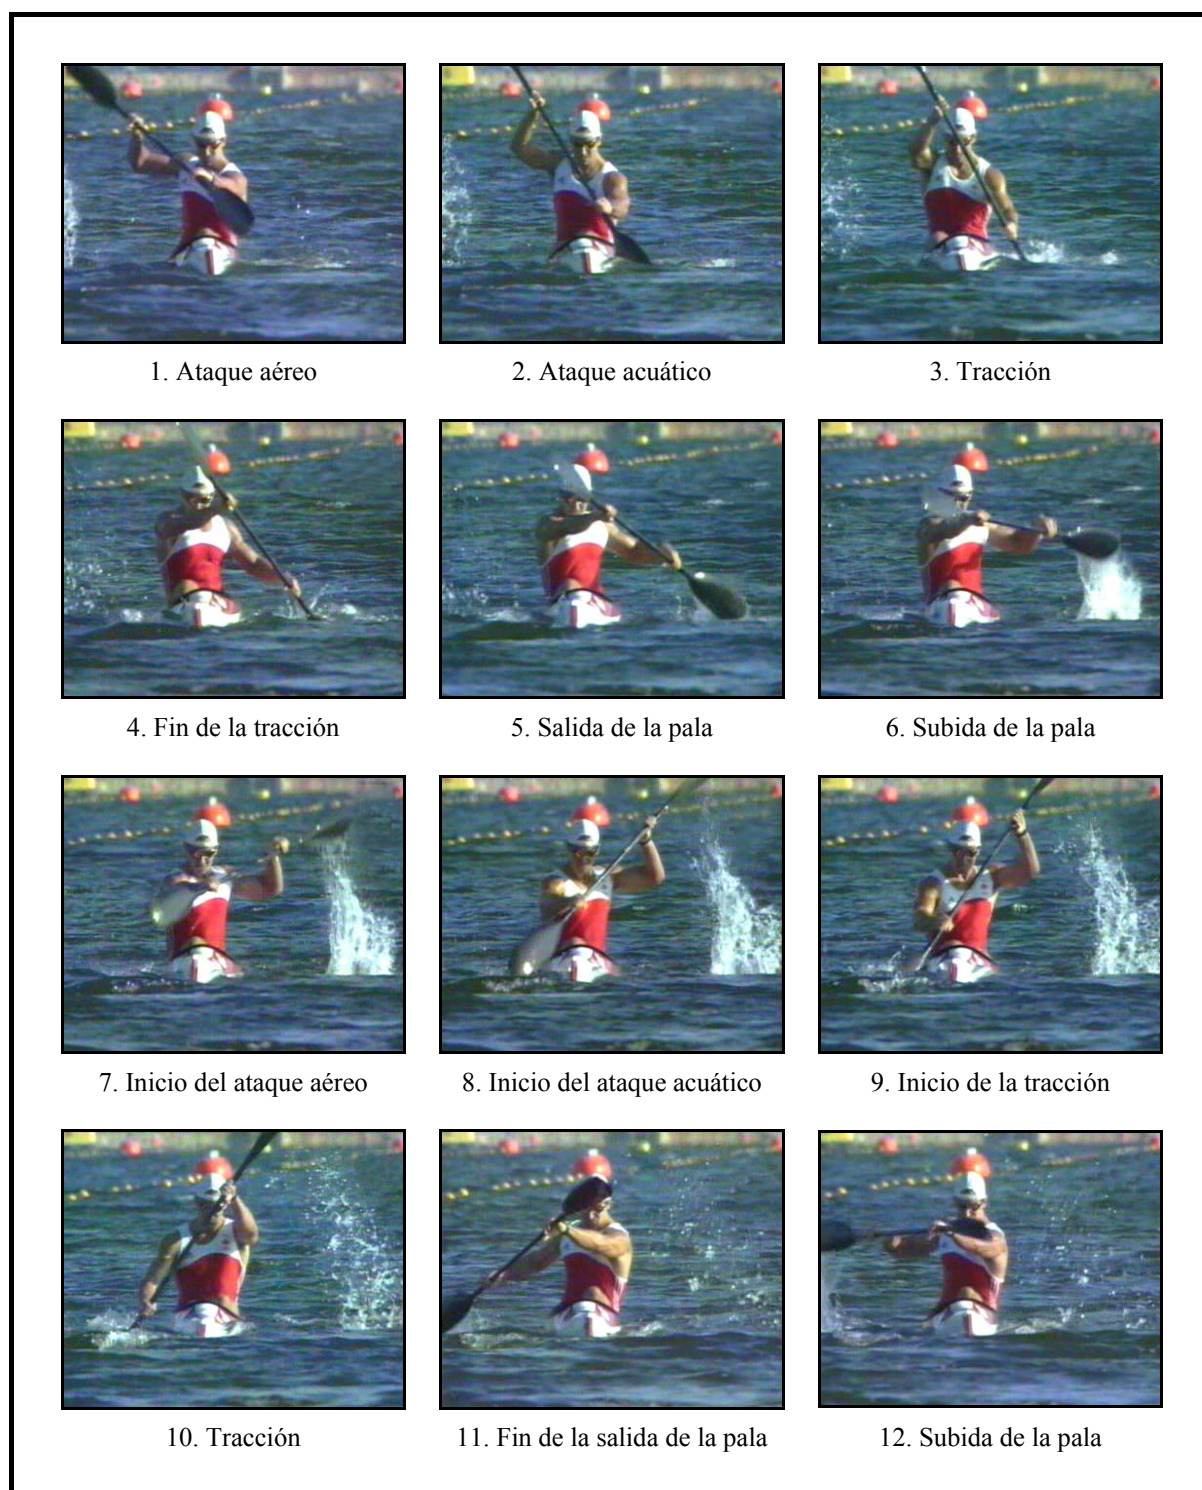 1. Ataque aéreo
2. Ataque acuático
3. Tracción
4. Fin de la tracción
5. Salida de la pala
6. Subida de la pala
7. Inicio del ataque aéreo
8. Inicio del ataque acuático
9. Inicio de la tracción
10. Tracción
11. Fin de la salida de la pala
12. Subida de la pala